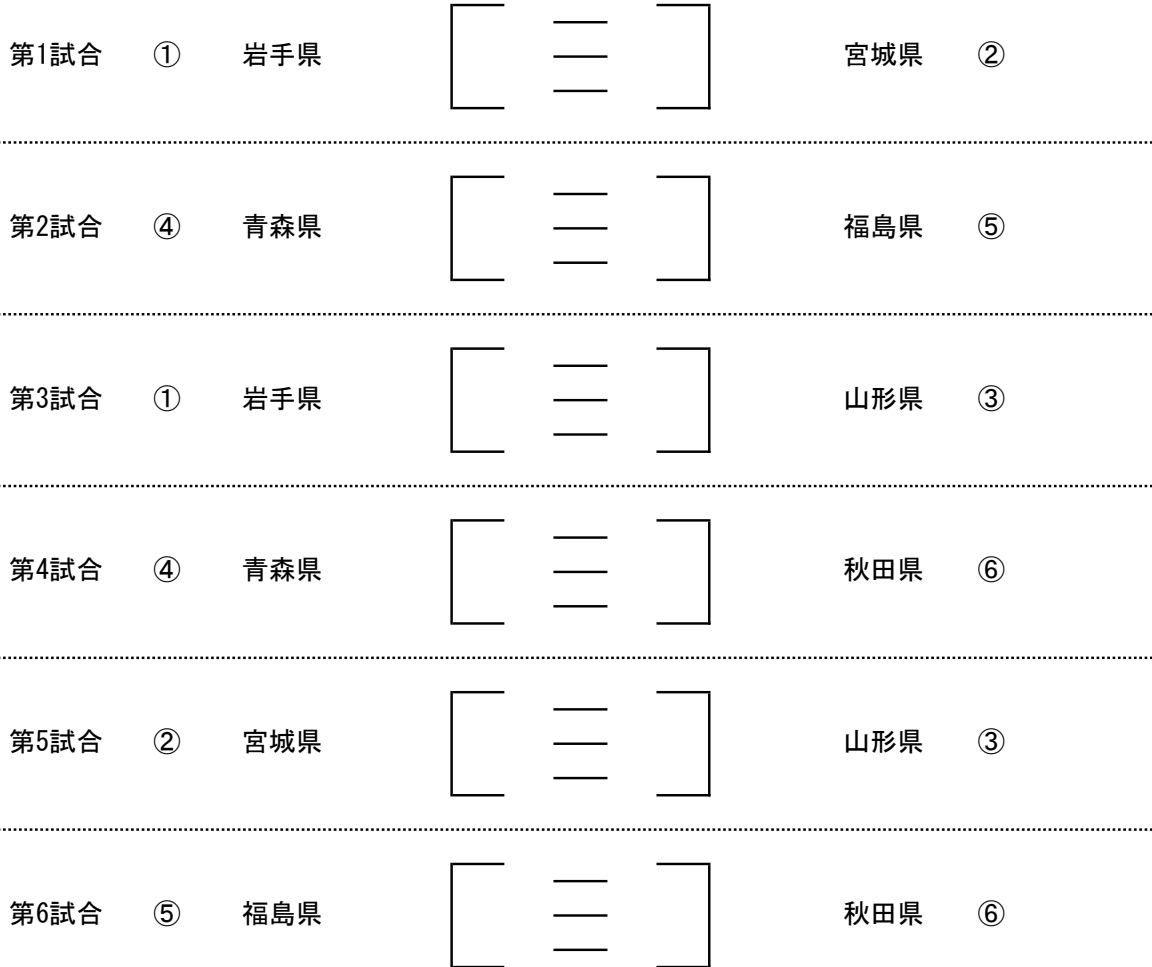 第1試合 ① 岩手県 宮城県 ②
第2試合 ④ 青森県 福島県 ⑤
第3試合 ① 岩手県 山形県 ③
第4試合 ④ 青森県 秋田県 ⑥
第5試合 ② 宮城県 山形県 ③
第6試合 ⑤ 福島県 秋田県 ⑥